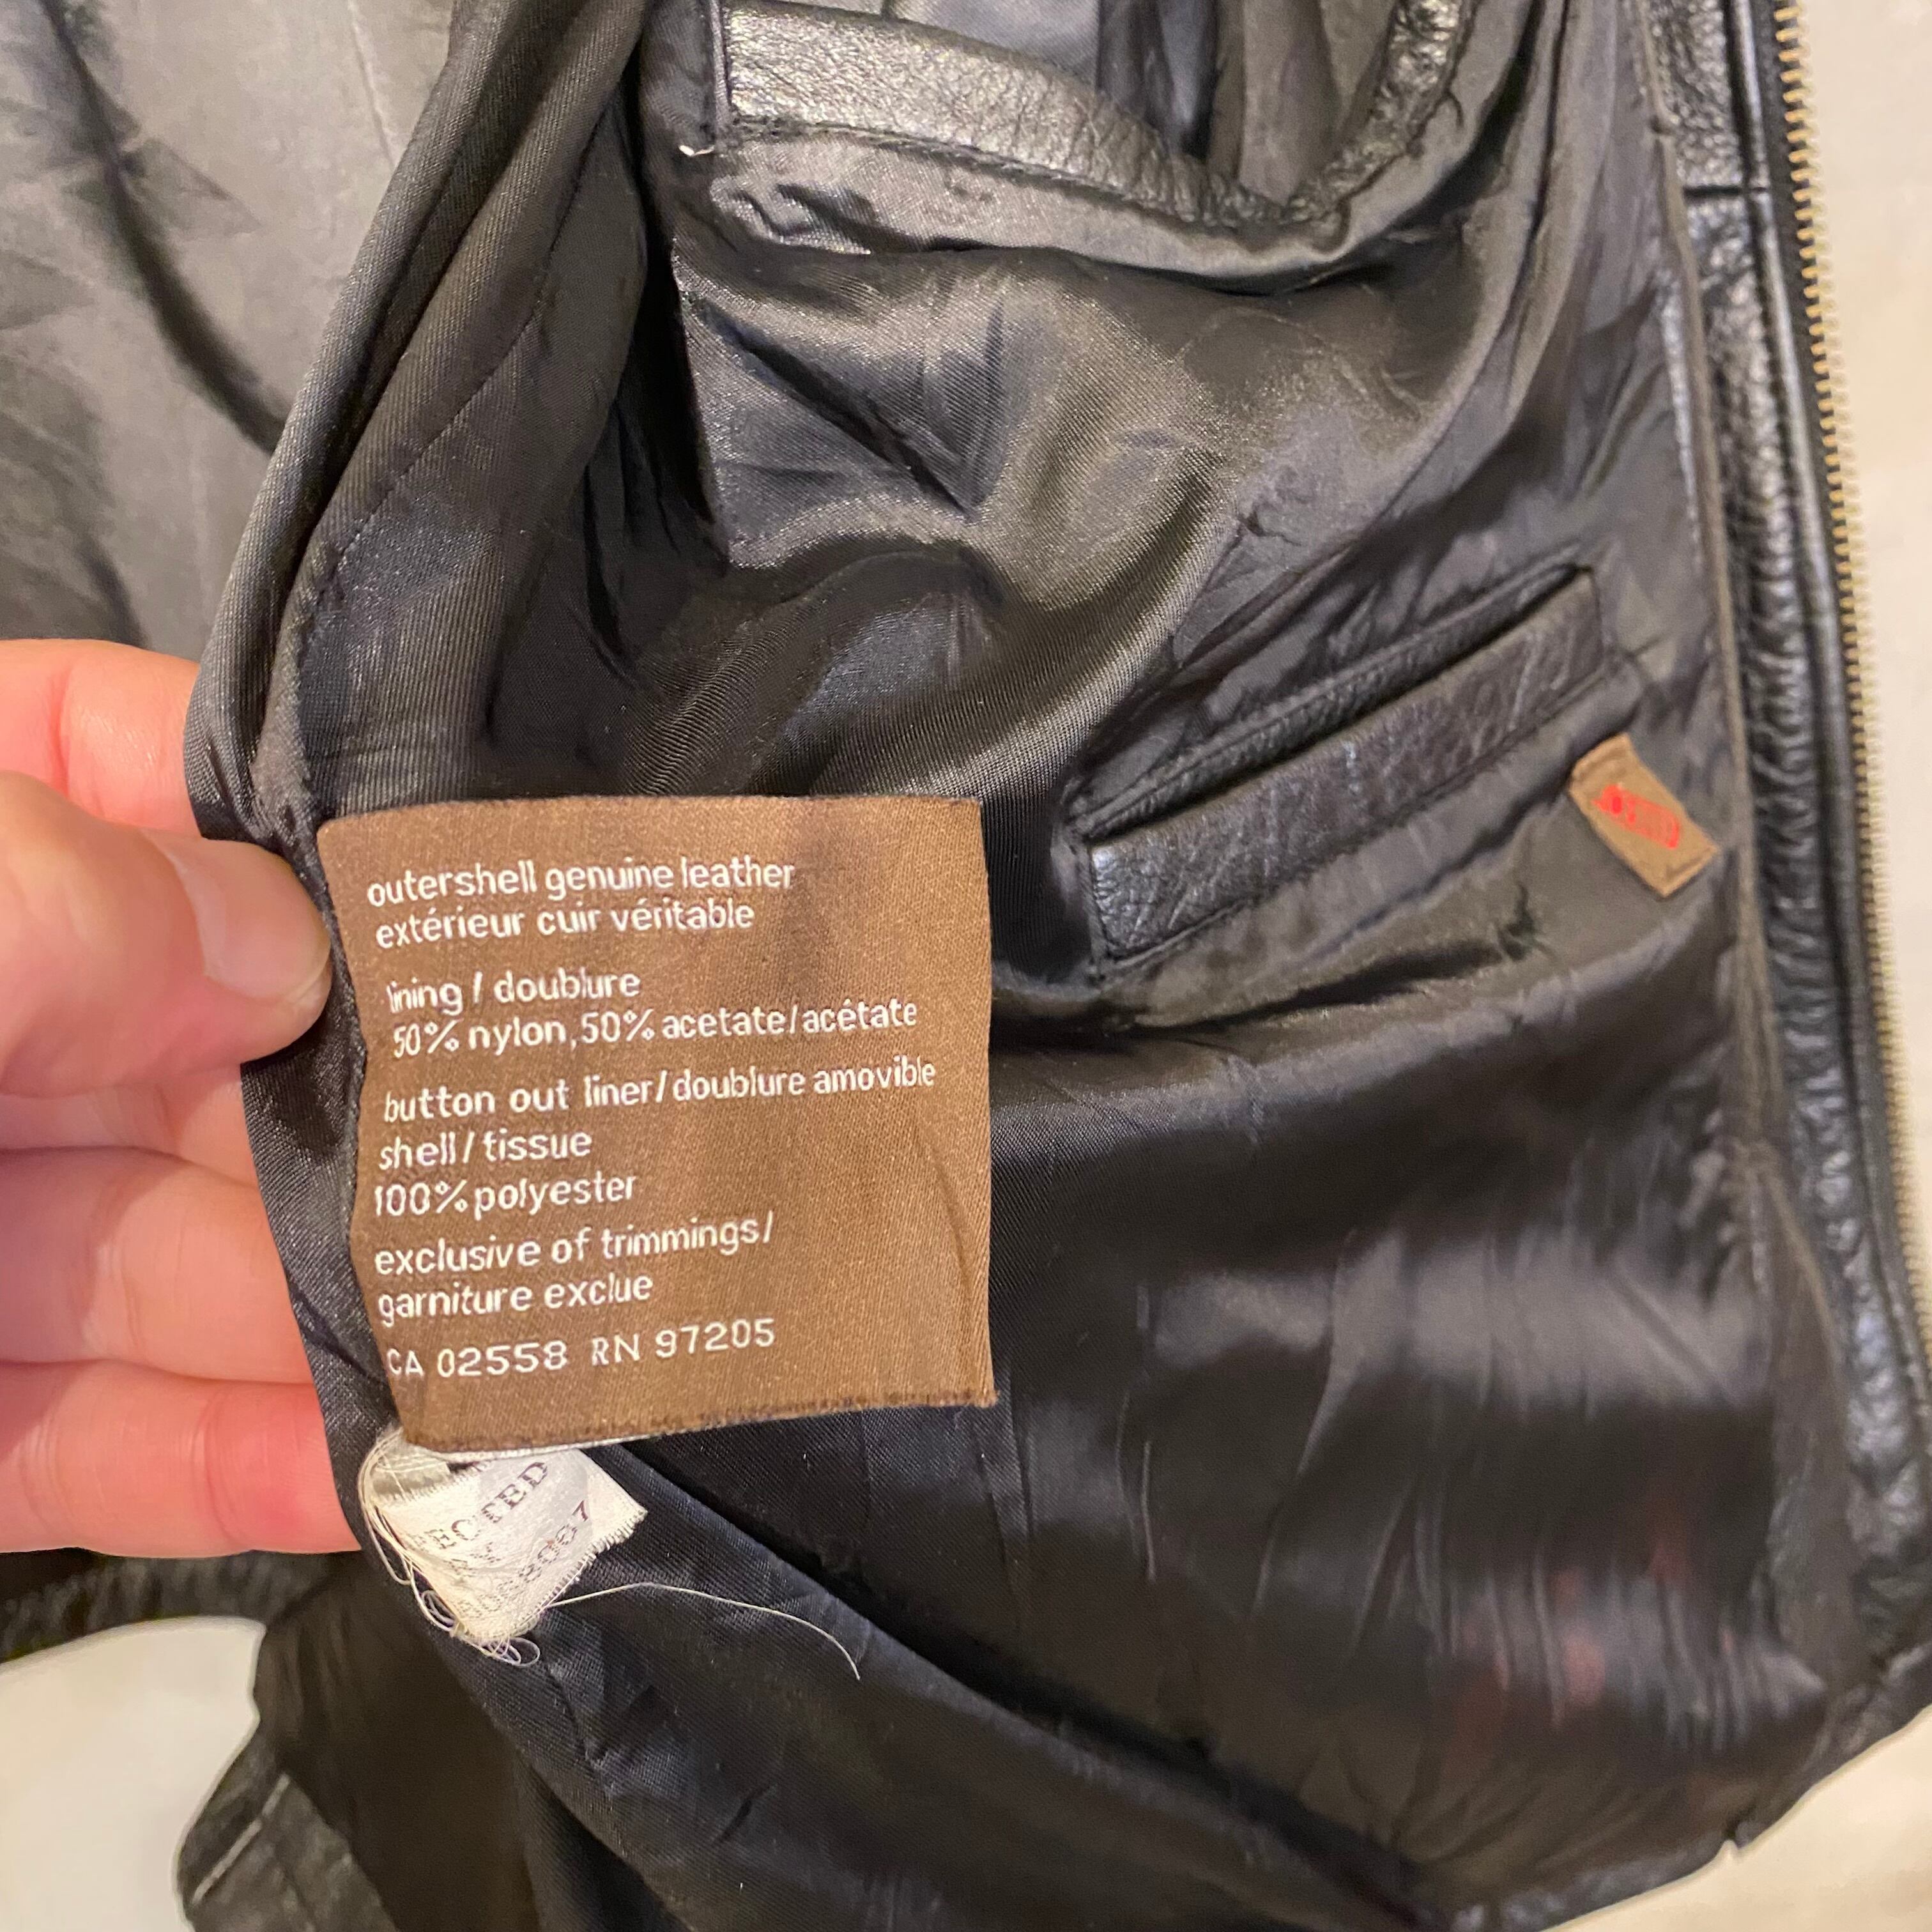 outershell genuine leather
extérieur cuir véritable
lining / doublure
50% nylon, 50% acetate/acétate
button out liner/doublure amovible
shell/ tissue
100% polyester
exclusive of trimmings/
garniture exclue
CA 02558 RN 97205